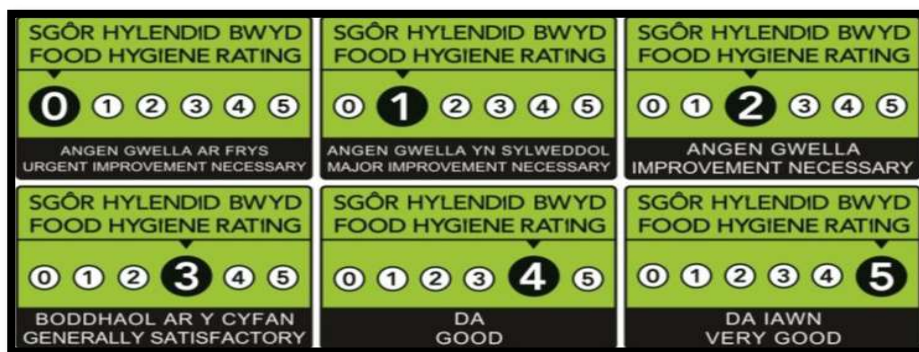 SGÔR HYLENDID BWYD
FOOD HYGIENE RATING
0 1 2 3 4 5
ANGEN GWELLA AR FRYS
URGENT IMPROVEMENT NECESSARY
SGÔR HYLENDID BWYD
FOOD HYGIENE RATING
0 1 2 3 4 5
ANGEN GWELLA YN SYLWEDDOL
MAJOR IMPROVEMENT NECESSARY
SGÔR HYLENDID BWYD
FOOD HYGIENE RATING
0 1 2 3 4 5
ANGEN GWELLA
IMPROVEMENT NECESSARY
SGÔR HYLENDID BWYD
FOOD HYGIENE RATING
0 1 2 3 4 5
BODDHAOL AR Y CYFAN
GENERALLY SATISFACTORY
SGÔR HYLENDID BWYD
FOOD HYGIENE RATING
0 1 2 3 4 5
DA
GOOD
SGÔR HYLENDID BWYD
FOOD HYGIENE RATING
0 1 2 3 4 5
DA IAWN
VERY GOOD